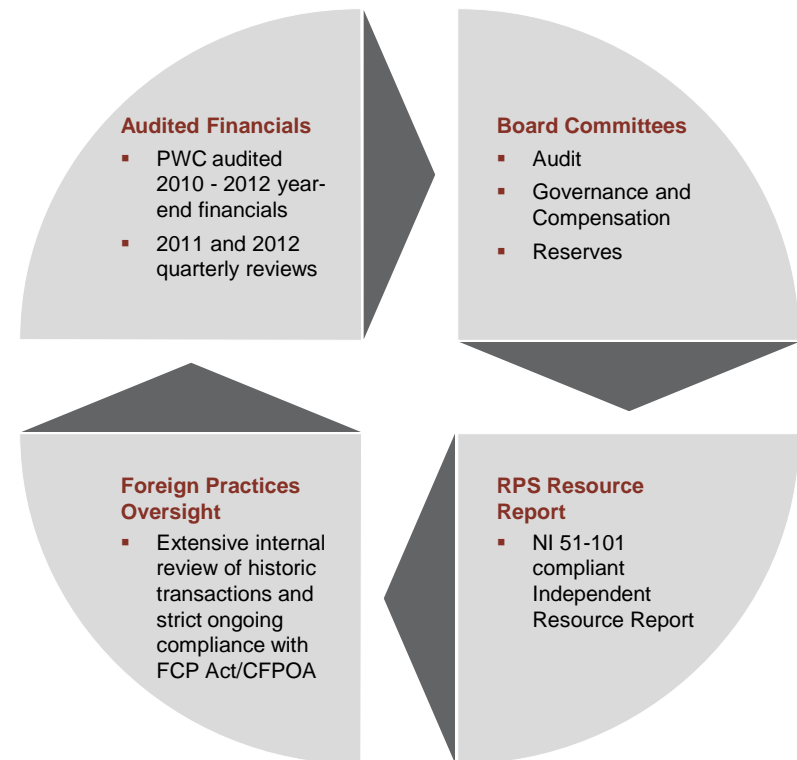 Audited Financials
▪ PWC audited
2010 - 2012 year-
end financials
▪ 2011 and 2012
quarterly reviews
Board Committees
▪ Audit
▪ Governance and
Compensation
▪ Reserves
Foreign Practices
Oversight
▪ Extensive internal
review of historic
transactions and
strict ongoing
compliance with
FCP Act/CFPOA
RPS Resource
Report
▪ NI 51-101
compliant
Independent
Resource Report